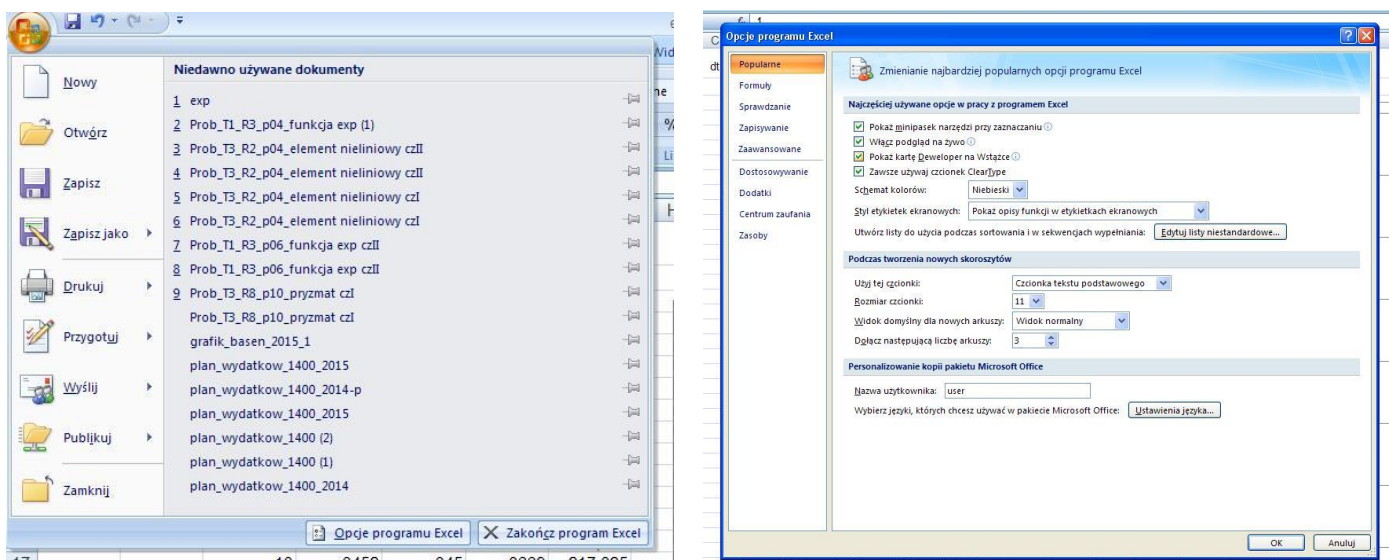 Niedawno używane dokumenty
Nowy
Otwórz
Zapisz
Zapisz jako
Drukuj
Przygotuj
Wyślij
Publikuj
Zamknij
1 exp
2 Prob_T1_R3_p04_funkcja exp (1)
3 Prob_T3_R2_p04_element nieliniowy czII
4 Prob_T3_R2_p04_element nieliniowy czII
5 Prob_T3_R2_p04_element nieliniowy czI
6 Prob_T3_R2_p04_element nieliniowy czI
7 Prob_T1_R3_p06_funkcja exp czII
8 Prob_T1_R3_p06_funkcja exp czII
9 Prob_T3_R8_p10_pryzmat czI
Prob_T3_R8_p10_pryzmat czI
grafik_basen_2015_1
plan_wydatkow_1400_2015
plan_wydatkow_1400_2014-p
plan_wydatkow_1400_2015
plan_wydatkow_1400 (2)
plan_wydatkow_1400 (1)
plan_wydatkow_1400_2014
Opcje programu Excel
Zakończ program Excel
Opcje programu Excel
Popularne
Formuły
Sprawdzanie
Zapisywanie
Zaawansowane
Dostosowywanie
Dodatki
Centrum zaufania
Zasoby
Zmienianie najbardziej popularnych opcji programu Excel
Najczęściej używane opcje w pracy z programem Excel
Pokaż minipasek narzędzi przy zaznaczaniu
Włącz podgląd na żywo
Pokaż kartę Deweloper na Wstążce
Zawsze używaj czcionek ClearType
Schemat kolorów: Niebieski
Styl etykietek ekranowych: Pokaż opisy funkcji w etykietkach ekranowych
Utwórz listy do użycia podczas sortowania i w sekwencjach wypełniania: Edytuj listy niestandardowe...
Podczas tworzenia nowych skoroszytów
Użyj tej czcionki: Czcionka tekstu podstawowego
Rozmiar czcionki: 11
Widok domyślny dla nowych arkuszy: Widok normalny
Dołącz następującą liczbę arkuszy: 3
Personalizowanie kopii pakietu Microsoft Office
Nazwa użytkownika: user
Wybierz języki, których chcesz używać w pakiecie Microsoft Office: Ustawienia języka...
OK Anuluj